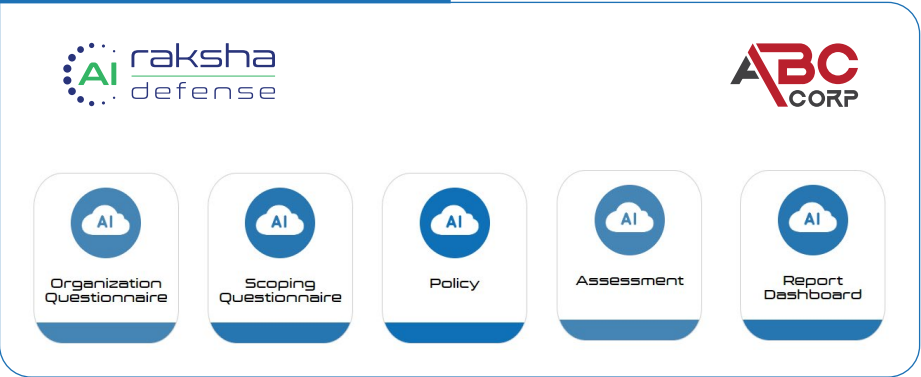 AI raksha
defense
ABC
CORP
AI
Organization
Questionnaire
AI
Scoping
Questionnaire
AI
Policy
AI
Assessment
AI
Report
Dashboard